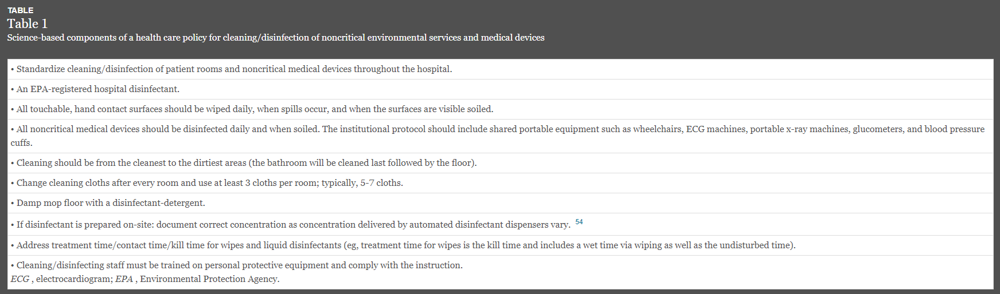 TABLE
Table 1
Science-based components of a health care policy for cleaning/disinfection of noncritical environmental services and medical devices
• Standardize cleaning/disinfection of patient rooms and noncritical medical devices throughout the hospital.
• An EPA-registered hospital disinfectant.
• All touchable, hand contact surfaces should be wiped daily, when spills occur, and when the surfaces are visible soiled.
• All noncritical medical devices should be disinfected daily and when soiled. The institutional protocol should include shared portable equipment such as wheelchairs, ECG machines, portable x-ray machines, glucometers, and blood pressure
cuffs.
• Cleaning should be from the cleanest to the dirtiest areas (the bathroom will be cleaned last followed by the floor).
• Change cleaning cloths after every room and use at least 3 cloths per room; typically, 5-7 cloths.
• Damp mop floor with a disinfectant-detergent.
• If disinfectant is prepared on-site: document correct concentration as concentration delivered by automated disinfectant dispensers vary. 54
• Address treatment time/contact time/kill time for wipes and liquid disinfectants (eg, treatment time for wipes is the kill time and includes a wet time via wiping as well as the undisturbed time).
• Cleaning/disinfecting staff must be trained on personal protective equipment and comply with the instruction.
ECG , electrocardiogram; EPA , Environmental Protection Agency.